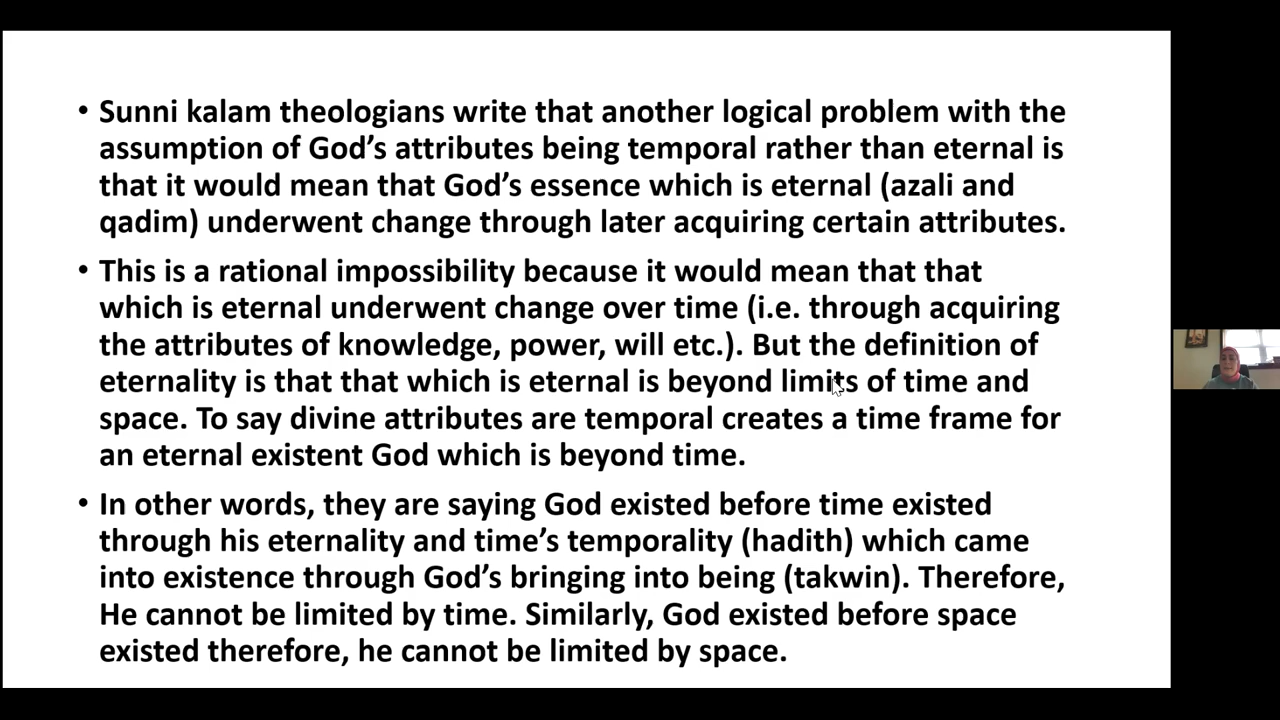 • Sunni kalam theologians write that another logical problem with the
assumption of God’s attributes being temporal rather than eternal is
that it would mean that God’s essence which is eternal (azali and
qadim) underwent change through later acquiring certain attributes.
• This is a rational impossibility because it would mean that that
which is eternal underwent change over time (i.e. through acquiring
the attributes of knowledge, power, will etc.). But the definition of
eternality is that that which is eternal is beyond limits of time and
space. To say divine attributes are temporal creates a time frame for
an eternal existent God which is beyond time.
• In other words, they are saying God existed before time existed
through his eternality and time’s temporality (hadith) which came
into existence through God’s bringing into being (takwin). Therefore,
He cannot be limited by time. Similarly, God existed before space
existed therefore, he cannot be limited by space.